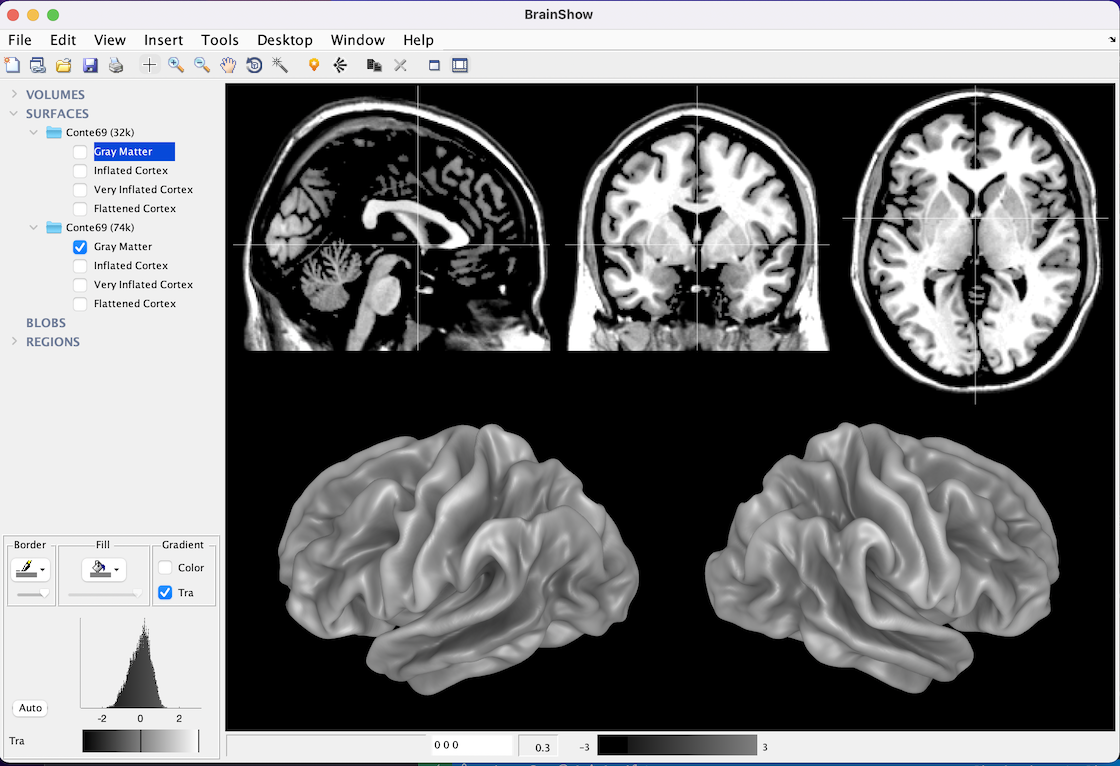 BrainShow
File Edit View Insert Tools Desktop Window Help
VOLUMES
SURFACES
Conte69 (32k)
Gray Matter
Inflated Cortex
Very Inflated Cortex
Flattened Cortex
Conte69 (74k)
Gray Matter
Inflated Cortex
Very Inflated Cortex
Flattened Cortex
BLOBS
REGIONS
Border Fill Gradient
Color
Tra
Auto
-2 0 2
Tra
0 0 0 0.3 -3 3